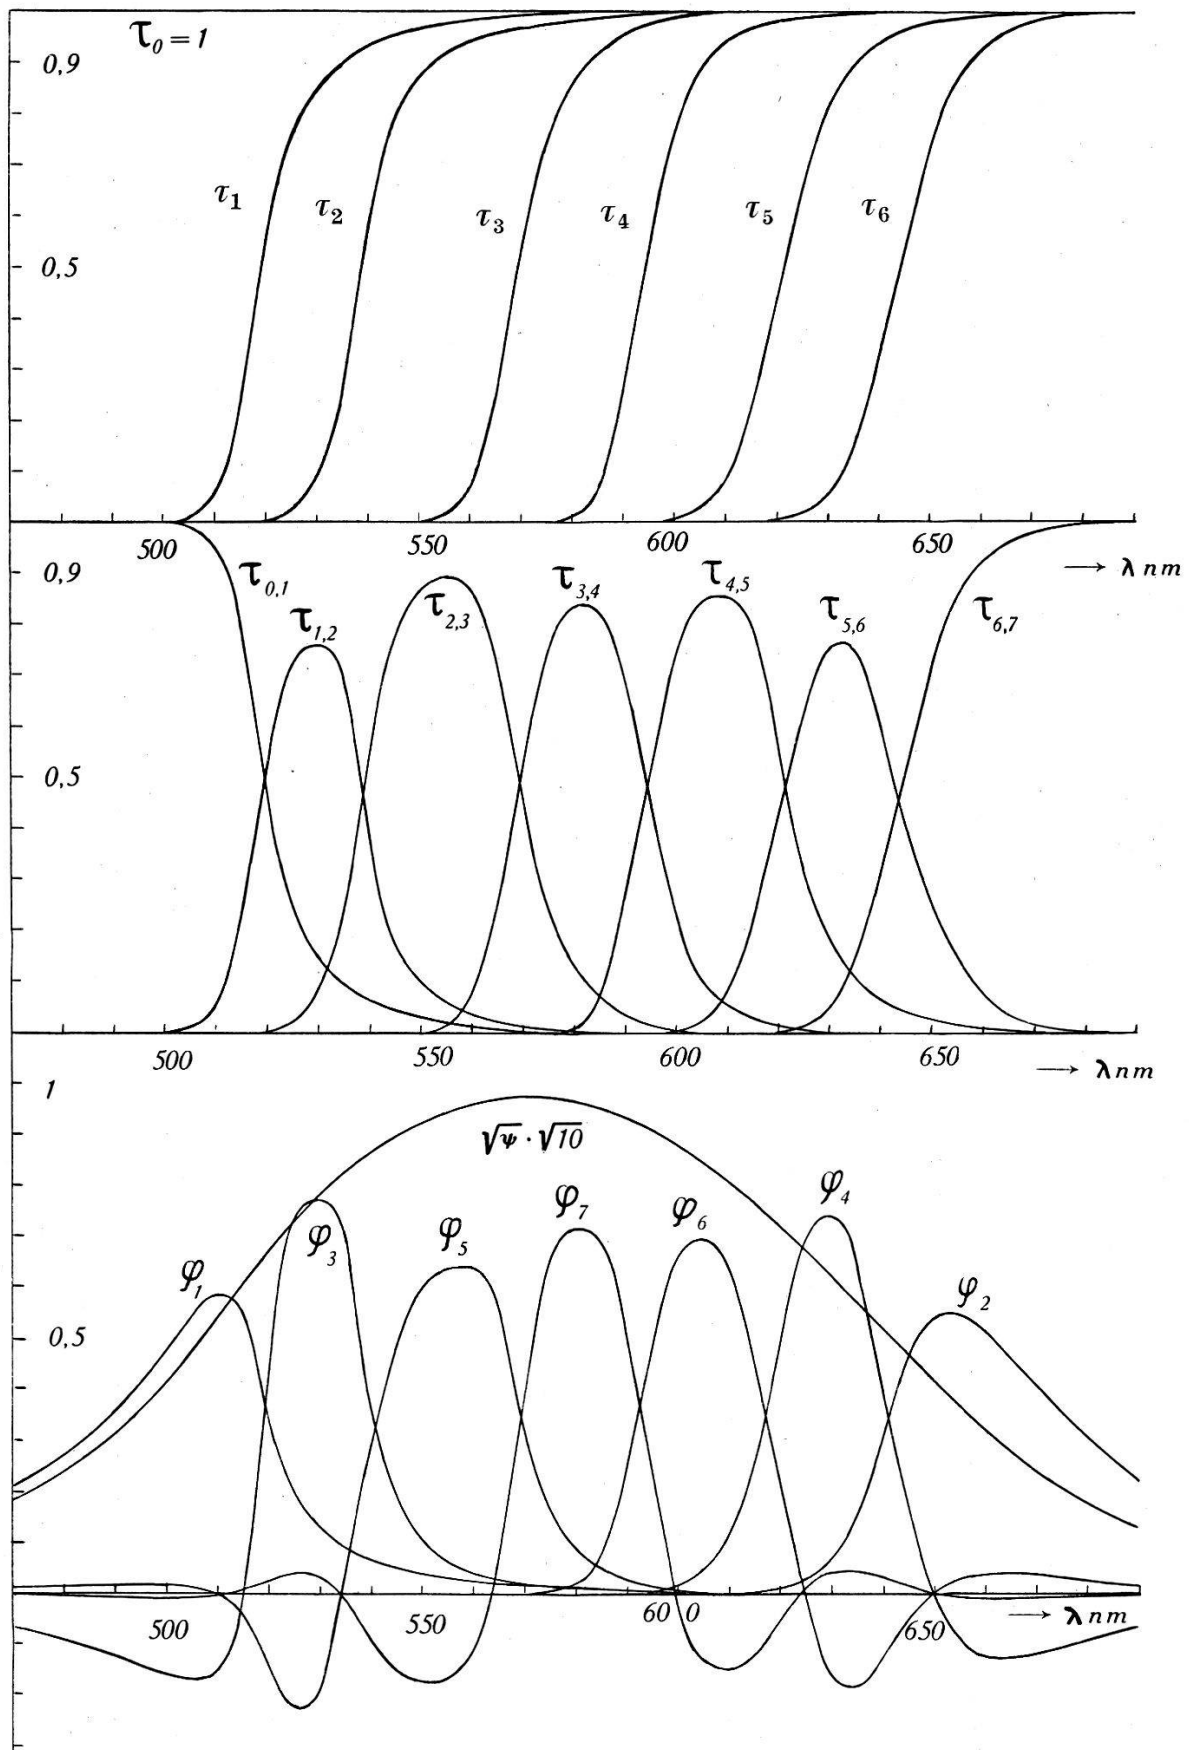 τ₀ = 1
0,9
τ₁ τ₂ τ₃ τ₄ τ₅ τ₆
0,5
500 550 600 650
→ λ nm
0,9 τ₀,₁ τ₁,₂ τ₂,₃ τ₃,₄ τ₄,₅ τ₅,₆ τ₆,₇
0,5
500 550 600 650
→ λ nm
1
√ψ · √10
φ₁ φ₃ φ₅ φ₇ φ₆ φ₄ φ₂
0,5
500 550 600 650 → λ nm